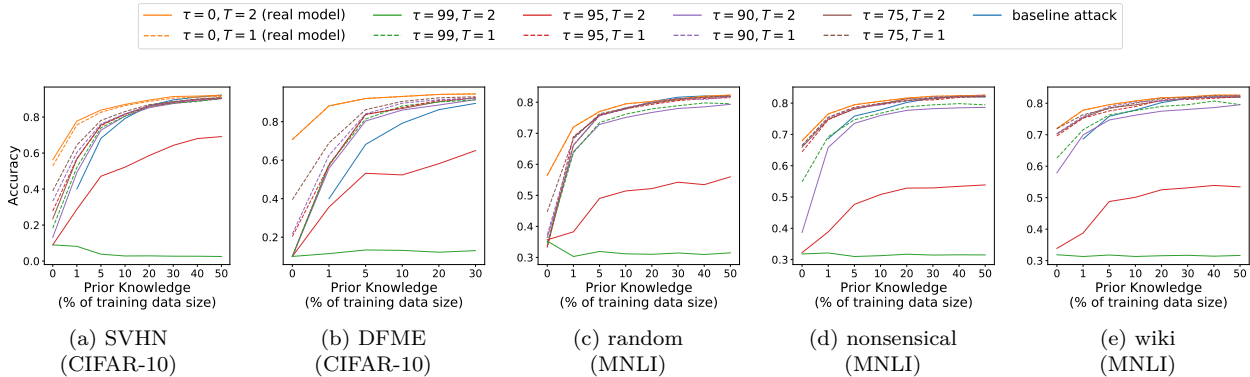 τ = 0, T = 2 (real model) τ = 99, T = 2 τ = 95, T = 2 τ = 90, T = 2 τ = 75, T = 2 baseline attack
τ = 0, T = 1 (real model) τ = 99, T = 1 τ = 95, T = 1 τ = 90, T = 1 τ = 75, T = 1
Accuracy
0.8
0.6
0.4
0.2
0.0
0 1 5 10 20 30 40 50
Prior Knowledge
(% of training data size)
(a) SVHN
(CIFAR-10)
0.8
0.6
0.4
0.2
0 1 5 10 20 30
Prior Knowledge
(% of training data size)
(b) DFME
(CIFAR-10)
0.8
0.7
0.6
0.5
0.4
0.3
0 1 5 10 20 30 40 50
Prior Knowledge
(% of training data size)
(c) random
(MNLI)
0.8
0.7
0.6
0.5
0.4
0.3
0 1 5 10 20 30 40 50
Prior Knowledge
(% of training data size)
(d) nonsensical
(MNLI)
0.8
0.7
0.6
0.5
0.4
0.3
0 1 5 10 20 30 40 50
Prior Knowledge
(% of training data size)
(e) wiki
(MNLI)